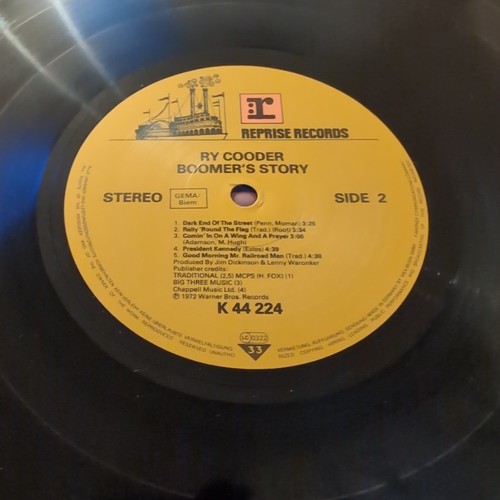 r
REPRISE RECORDS
RY COODER
BOOMER'S STORY
STEREO
GEMA/
Biem
SIDE 2
1. Dark End Of The Street (Penn, Moman) 3:25
2. Rally 'Round The Flag (Trad.) (Root) 3:34
3. Comin' In On A Wing And A Prayer 3:06
(Adamson, M. Hugh)
4. President Kennedy (Estes) 4:39
5. Good Morning Mr. Railroad Man (Trad.) 4:39
Produced By Jim Dickinson & Lenny Waronker
Publisher credits:
TRADITIONAL (2,5) MCPS (H. FOX) (1)
BIG THREE MUSIC (3)
Chappell Music Ltd. (4)
℗ 1972 Warner Bros. Records
K 44 224
33